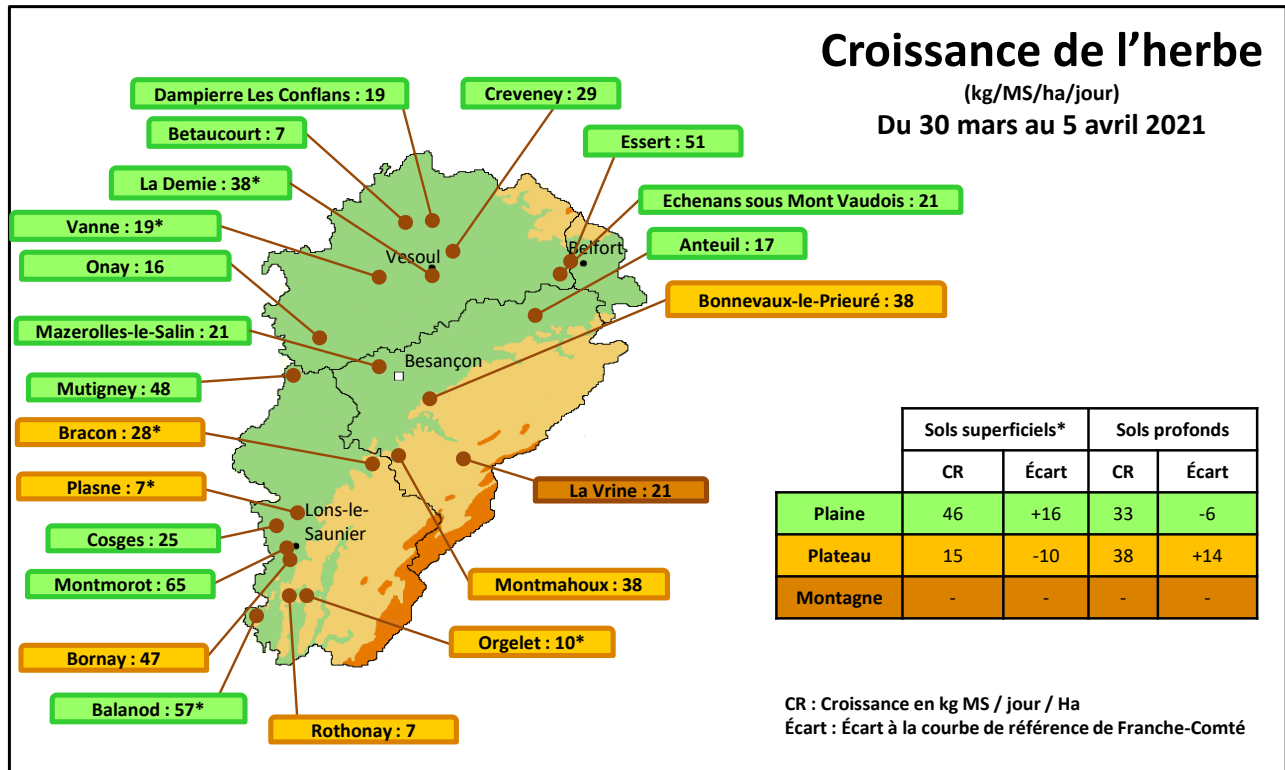 Croissance de l’herbe
(kg/MS/ha/jour)
Du 30 mars au 5 avril 2021
Dampierre Les Conflans : 19
Creveney : 29
Betaucourt : 7
Essert : 51
La Demie : 38*
Echenans sous Mont Vaudois : 21
Vanne : 19*
Anteuil : 17
Onay : 16
Vesoul
Belfort
Bonnevaux-le-Prieuré : 38
Mazerolles-le-Salin : 21
Besançon
Mutigney : 48
Bracon : 28*
Plasne : 7*
La Vrine : 21
Lons-le-
Saunier
Cosges : 25
Montmorot : 65
Montmahoux : 38
Orgelet : 10*
Bornay : 47
Balanod : 57*
Rothonay : 7
Sols superficiels* Sols profonds
CR Écart CR Écart
Plaine 46 +16 33 -6
Plateau 15 -10 38 +14
Montagne - - - -
CR : Croissance en kg MS / jour / Ha
Écart : Écart à la courbe de référence de Franche-Comté